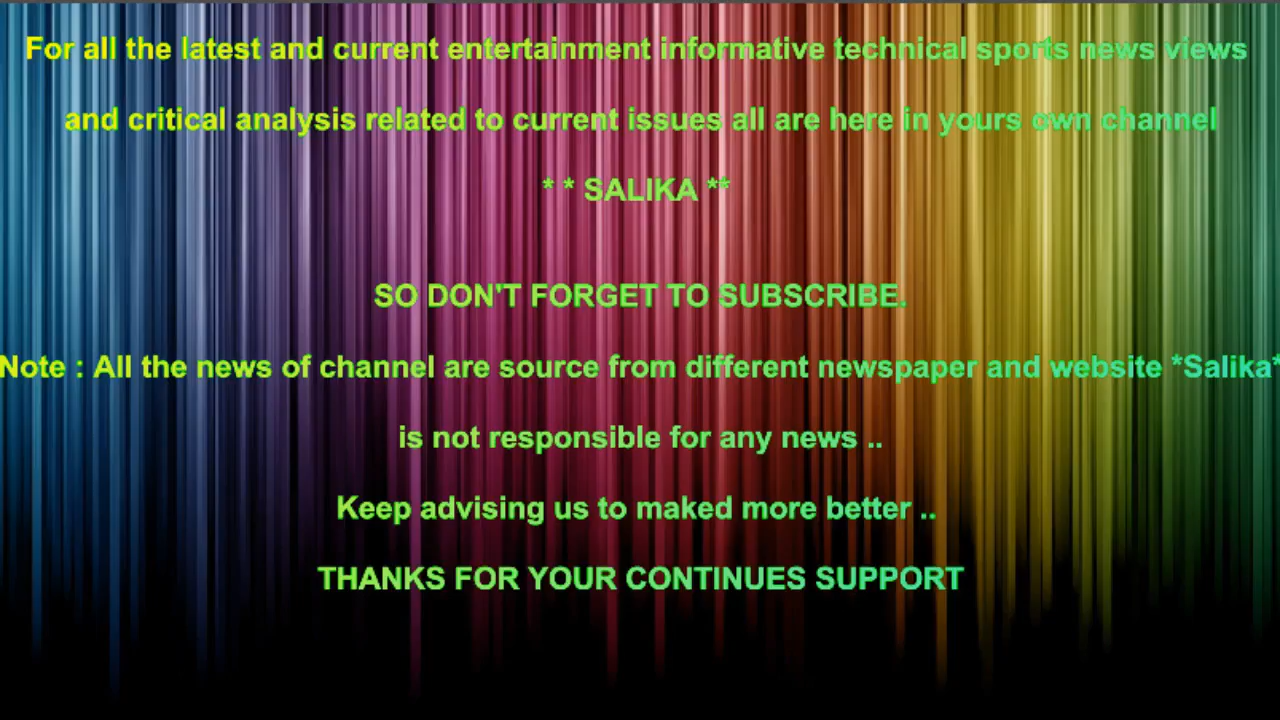 For all the latest and current entertainment informative technical sports news views
and critical analysis related to current issues all are here in yours own channel
* * SALIKA **
SO DON'T FORGET TO SUBSCRIBE.
Note : All the news of channel are source from different newspaper and website *Salika*
is not responsible for any news ..
Keep advising us to maked more better ..
THANKS FOR YOUR CONTINUES SUPPORT